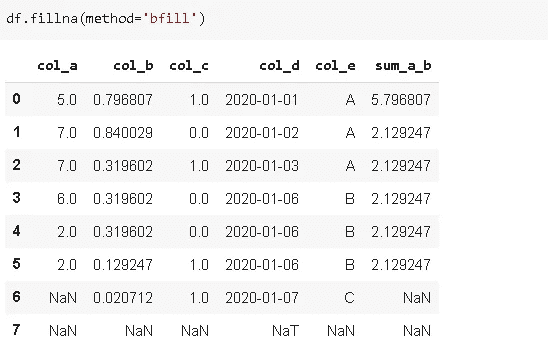 df.fillna(method='bfill')
col_a col_b col_c col_d col_e sum_a_b
0 5.0 0.796807 1.0 2020-01-01 A 5.796807
1 7.0 0.840029 0.0 2020-01-02 A 2.129247
2 7.0 0.319602 1.0 2020-01-03 A 2.129247
3 6.0 0.319602 0.0 2020-01-06 B 2.129247
4 2.0 0.319602 0.0 2020-01-06 B 2.129247
5 2.0 0.129247 1.0 2020-01-06 B 2.129247
6 NaN 0.020712 1.0 2020-01-07 C NaN
7 NaN NaN NaN NaT NaN NaN